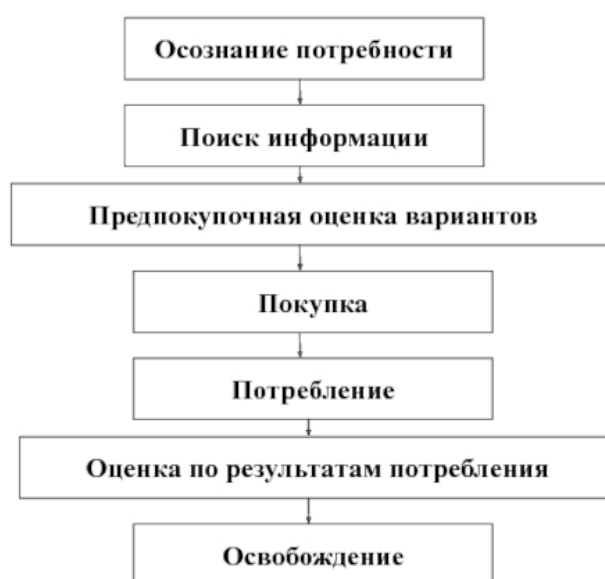 Осознание потребности
Поиск информации
Предпокупочная оценка вариантов
Покупка
Потребление
Оценка по результатам потребления
Освобождение